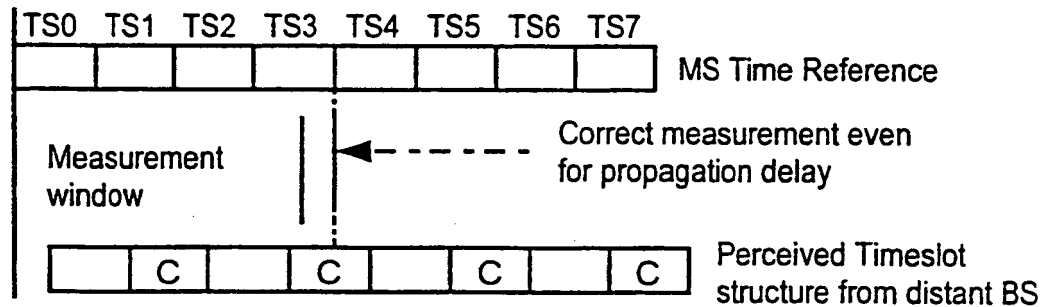 TS0 TS1 TS2 TS3 TS4 TS5 TS6 TS7
MS Time Reference
Correct measurement even
for propagation delay
Measurement
window
C C C C
Perceived Timeslot
structure from distant BS